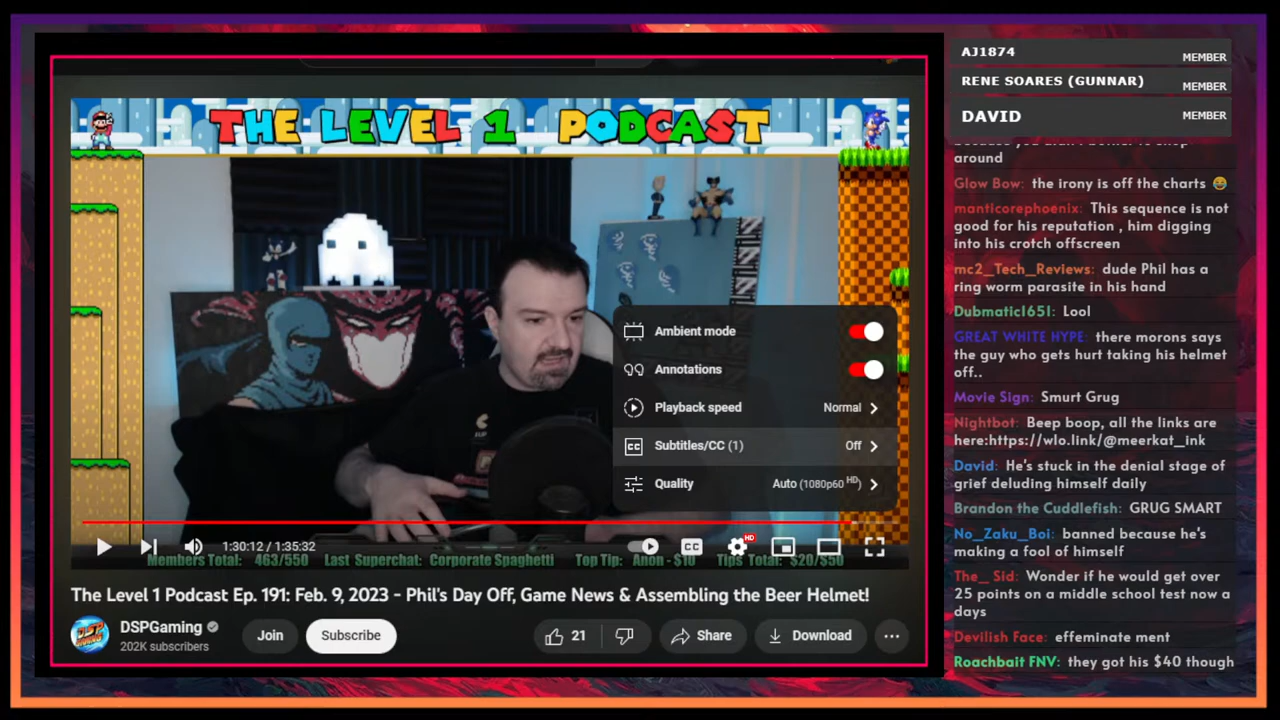 THE LEVEL 1 PODCAST
Ambient mode
Annotations
Playback speed Normal
Subtitles/CC (1) Off
Quality Auto (1080p60 HD)
1:30:12 / 1:35:32
CC
HD
Members Total: 463/550 Last Superchat: Corporate Spaghetti Top Tip: Anon - $10 Tips Total: $20/$50
The Level 1 Podcast Ep. 191: Feb. 9, 2023 - Phil's Day Off, Game News & Assembling the Beer Helmet!
DSPGaming
202K subscribers
Join
Subscribe
21
Share
Download
AJ1874 MEMBER
RENE SOARES (GUNNAR) MEMBER
DAVID MEMBER
around
Glow Bow: the irony is off the charts 😂
manticorephoenix: This sequence is not
good for his reputation , him digging
into his crotch offscreen
mc2_Tech_Reviews: dude Phil has a
ring worm parasite in his hand
Dubmatic1651: Lool
GREAT WHITE HYPE: there morons says
the guy who gets hurt taking his helmet
off..
Movie Sign: Smurt Grug
Nightbot: Beep boop, all the links are
here:https://wlo.link/@meerkat_ink
David: He's stuck in the denial stage of
grief deluding himself daily
Brandon the Cuddlefish: GRUG SMART
No_Zaku_Boi: banned because he's
making a fool of himself
The_ Sid: Wonder if he would get over
25 points on a middle school test now a
days
Devilish Face: effeminate ment
Roachbait FNV: they got his $40 though